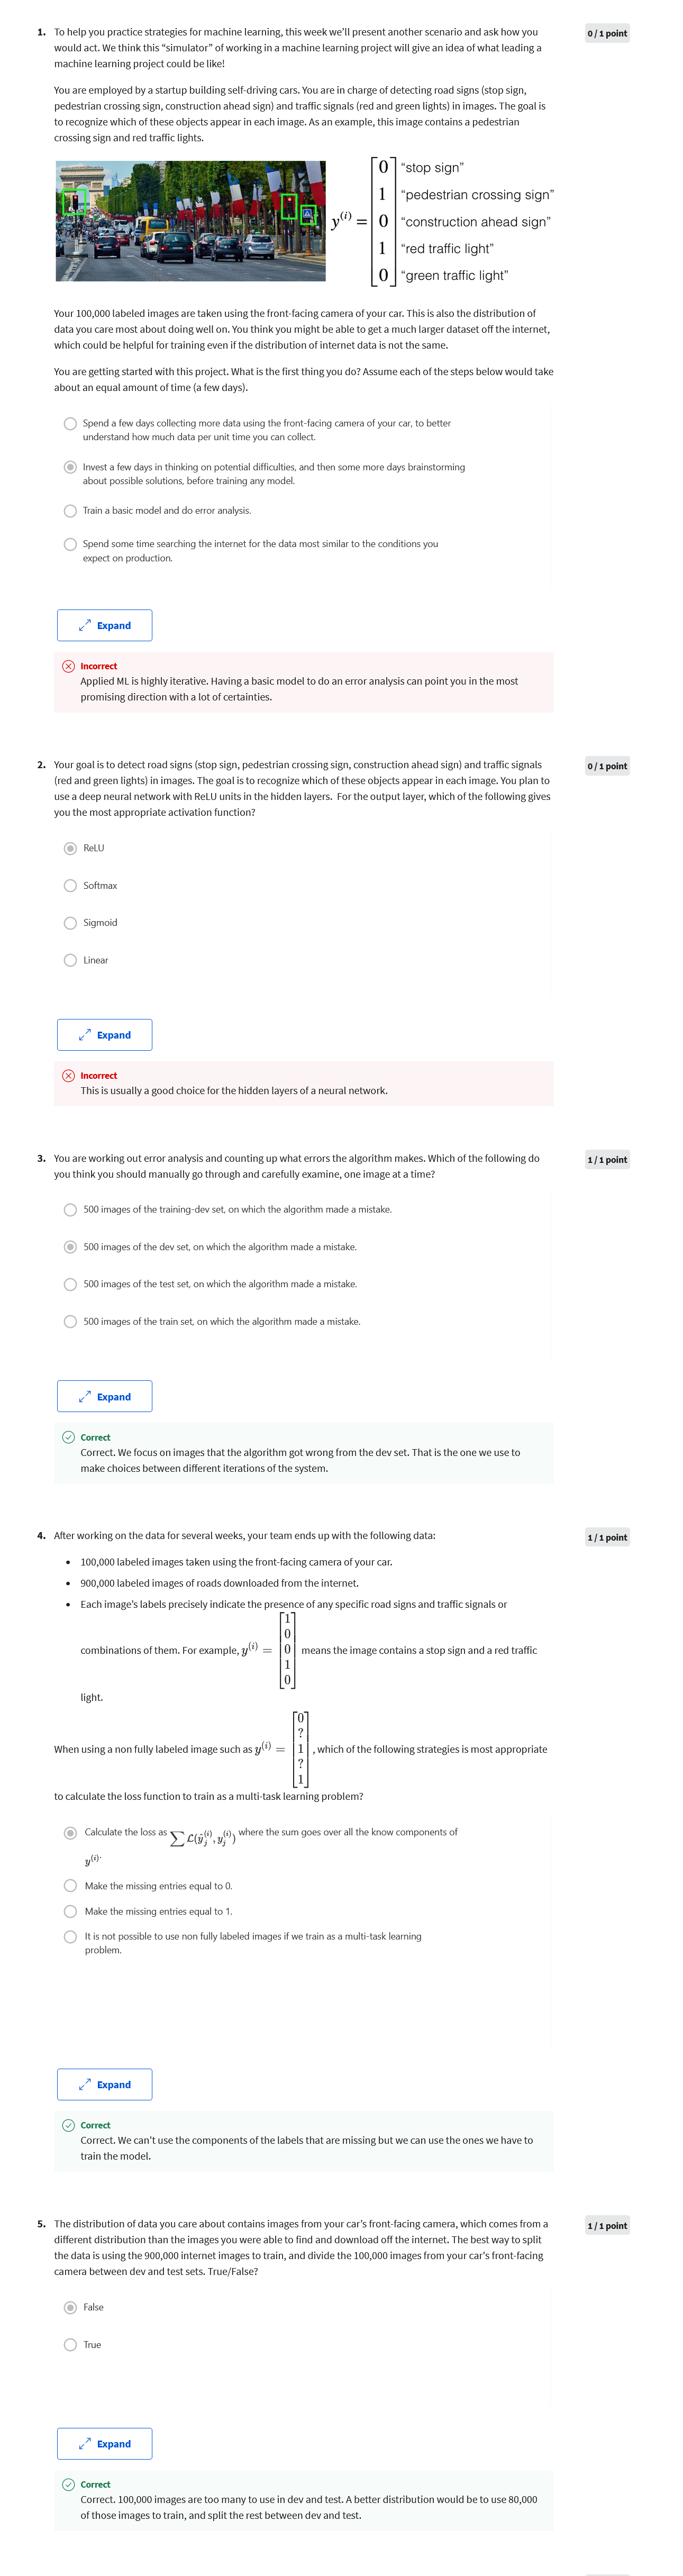 1. To help you practice strategies for machine learning, this week we'll present another scenario and ask how you
0 / 1 point
would act. We think this “simulator” of working in a machine learning project will give an idea of what leading a
machine learning project could be like!
You are employed by a startup building self-driving cars. You are in charge of detecting road signs (stop sign,
pedestrian crossing sign, construction ahead sign) and traffic signals (red and green lights) in images. The goal is
to recognize which of these objects appear in each image. As an example, this image contains a pedestrian
crossing sign and red traffic lights.
0 “stop sign”
1 “pedestrian crossing sign”
y(i) = 0 “construction ahead sign”
1 “red traffic light”
0 “green traffic light”
Your 100,000 labeled images are taken using the front-facing camera of your car. This is also the distribution of
data you care most about doing well on. You think you might be able to get a much larger dataset off the internet,
which could be helpful for training even if the distribution of internet data is not the same.
You are getting started with this project. What is the first thing you do? Assume each of the steps below would take
about an equal amount of time (a few days).
Spend a few days collecting more data using the front-facing camera of your car, to better
understand how much data per unit time you can collect.
Invest a few days in thinking on potential difficulties, and then some more days brainstorming
about possible solutions, before training any model.
Train a basic model and do error analysis.
Spend some time searching the internet for the data most similar to the conditions you
expect on production.
Expand
Incorrect
Applied ML is highly iterative. Having a basic model to do an error analysis can point you in the most
promising direction with a lot of certainties.
2. Your goal is to detect road signs (stop sign, pedestrian crossing sign, construction ahead sign) and traffic signals
0 / 1 point
(red and green lights) in images. The goal is to recognize which of these objects appear in each image. You plan to
use a deep neural network with ReLU units in the hidden layers. For the output layer, which of the following gives
you the most appropriate activation function?
ReLU
Softmax
Sigmoid
Linear
Expand
Incorrect
This is usually a good choice for the hidden layers of a neural network.
3. You are working out error analysis and counting up what errors the algorithm makes. Which of the following do
1 / 1 point
you think you should manually go through and carefully examine, one image at a time?
500 images of the training-dev set, on which the algorithm made a mistake.
500 images of the dev set, on which the algorithm made a mistake.
500 images of the test set, on which the algorithm made a mistake.
500 images of the train set, on which the algorithm made a mistake.
Expand
Correct
Correct. We focus on images that the algorithm got wrong from the dev set. That is the one we use to
make choices between different iterations of the system.
4. After working on the data for several weeks, your team ends up with the following data:
1 / 1 point
• 100,000 labeled images taken using the front-facing camera of your car.
• 900,000 labeled images of roads downloaded from the internet.
• Each image's labels precisely indicate the presence of any specific road signs and traffic signals or
combinations of them. For example, y(i) = [1 0 0 1 0] means the image contains a stop sign and a red traffic
light.
When using a non fully labeled image such as y(i) = [0 ? 1 ? 1], which of the following strategies is most appropriate
to calculate the loss function to train as a multi-task learning problem?
Calculate the loss as ∑ L(ŷj(i), yj(i)) where the sum goes over all the know components of
y(i).
Make the missing entries equal to 0.
Make the missing entries equal to 1.
It is not possible to use non fully labeled images if we train as a multi-task learning
problem.
Expand
Correct
Correct. We can't use the components of the labels that are missing but we can use the ones we have to
train the model.
5. The distribution of data you care about contains images from your car's front-facing camera, which comes from a
1 / 1 point
different distribution than the images you were able to find and download off the internet. The best way to split
the data is using the 900,000 internet images to train, and divide the 100,000 images from your car's front-facing
camera between dev and test sets. True/False?
False
True
Expand
Correct
Correct. 100,000 images are too many to use in dev and test. A better distribution would be to use 80,000
of those images to train, and split the rest between dev and test.